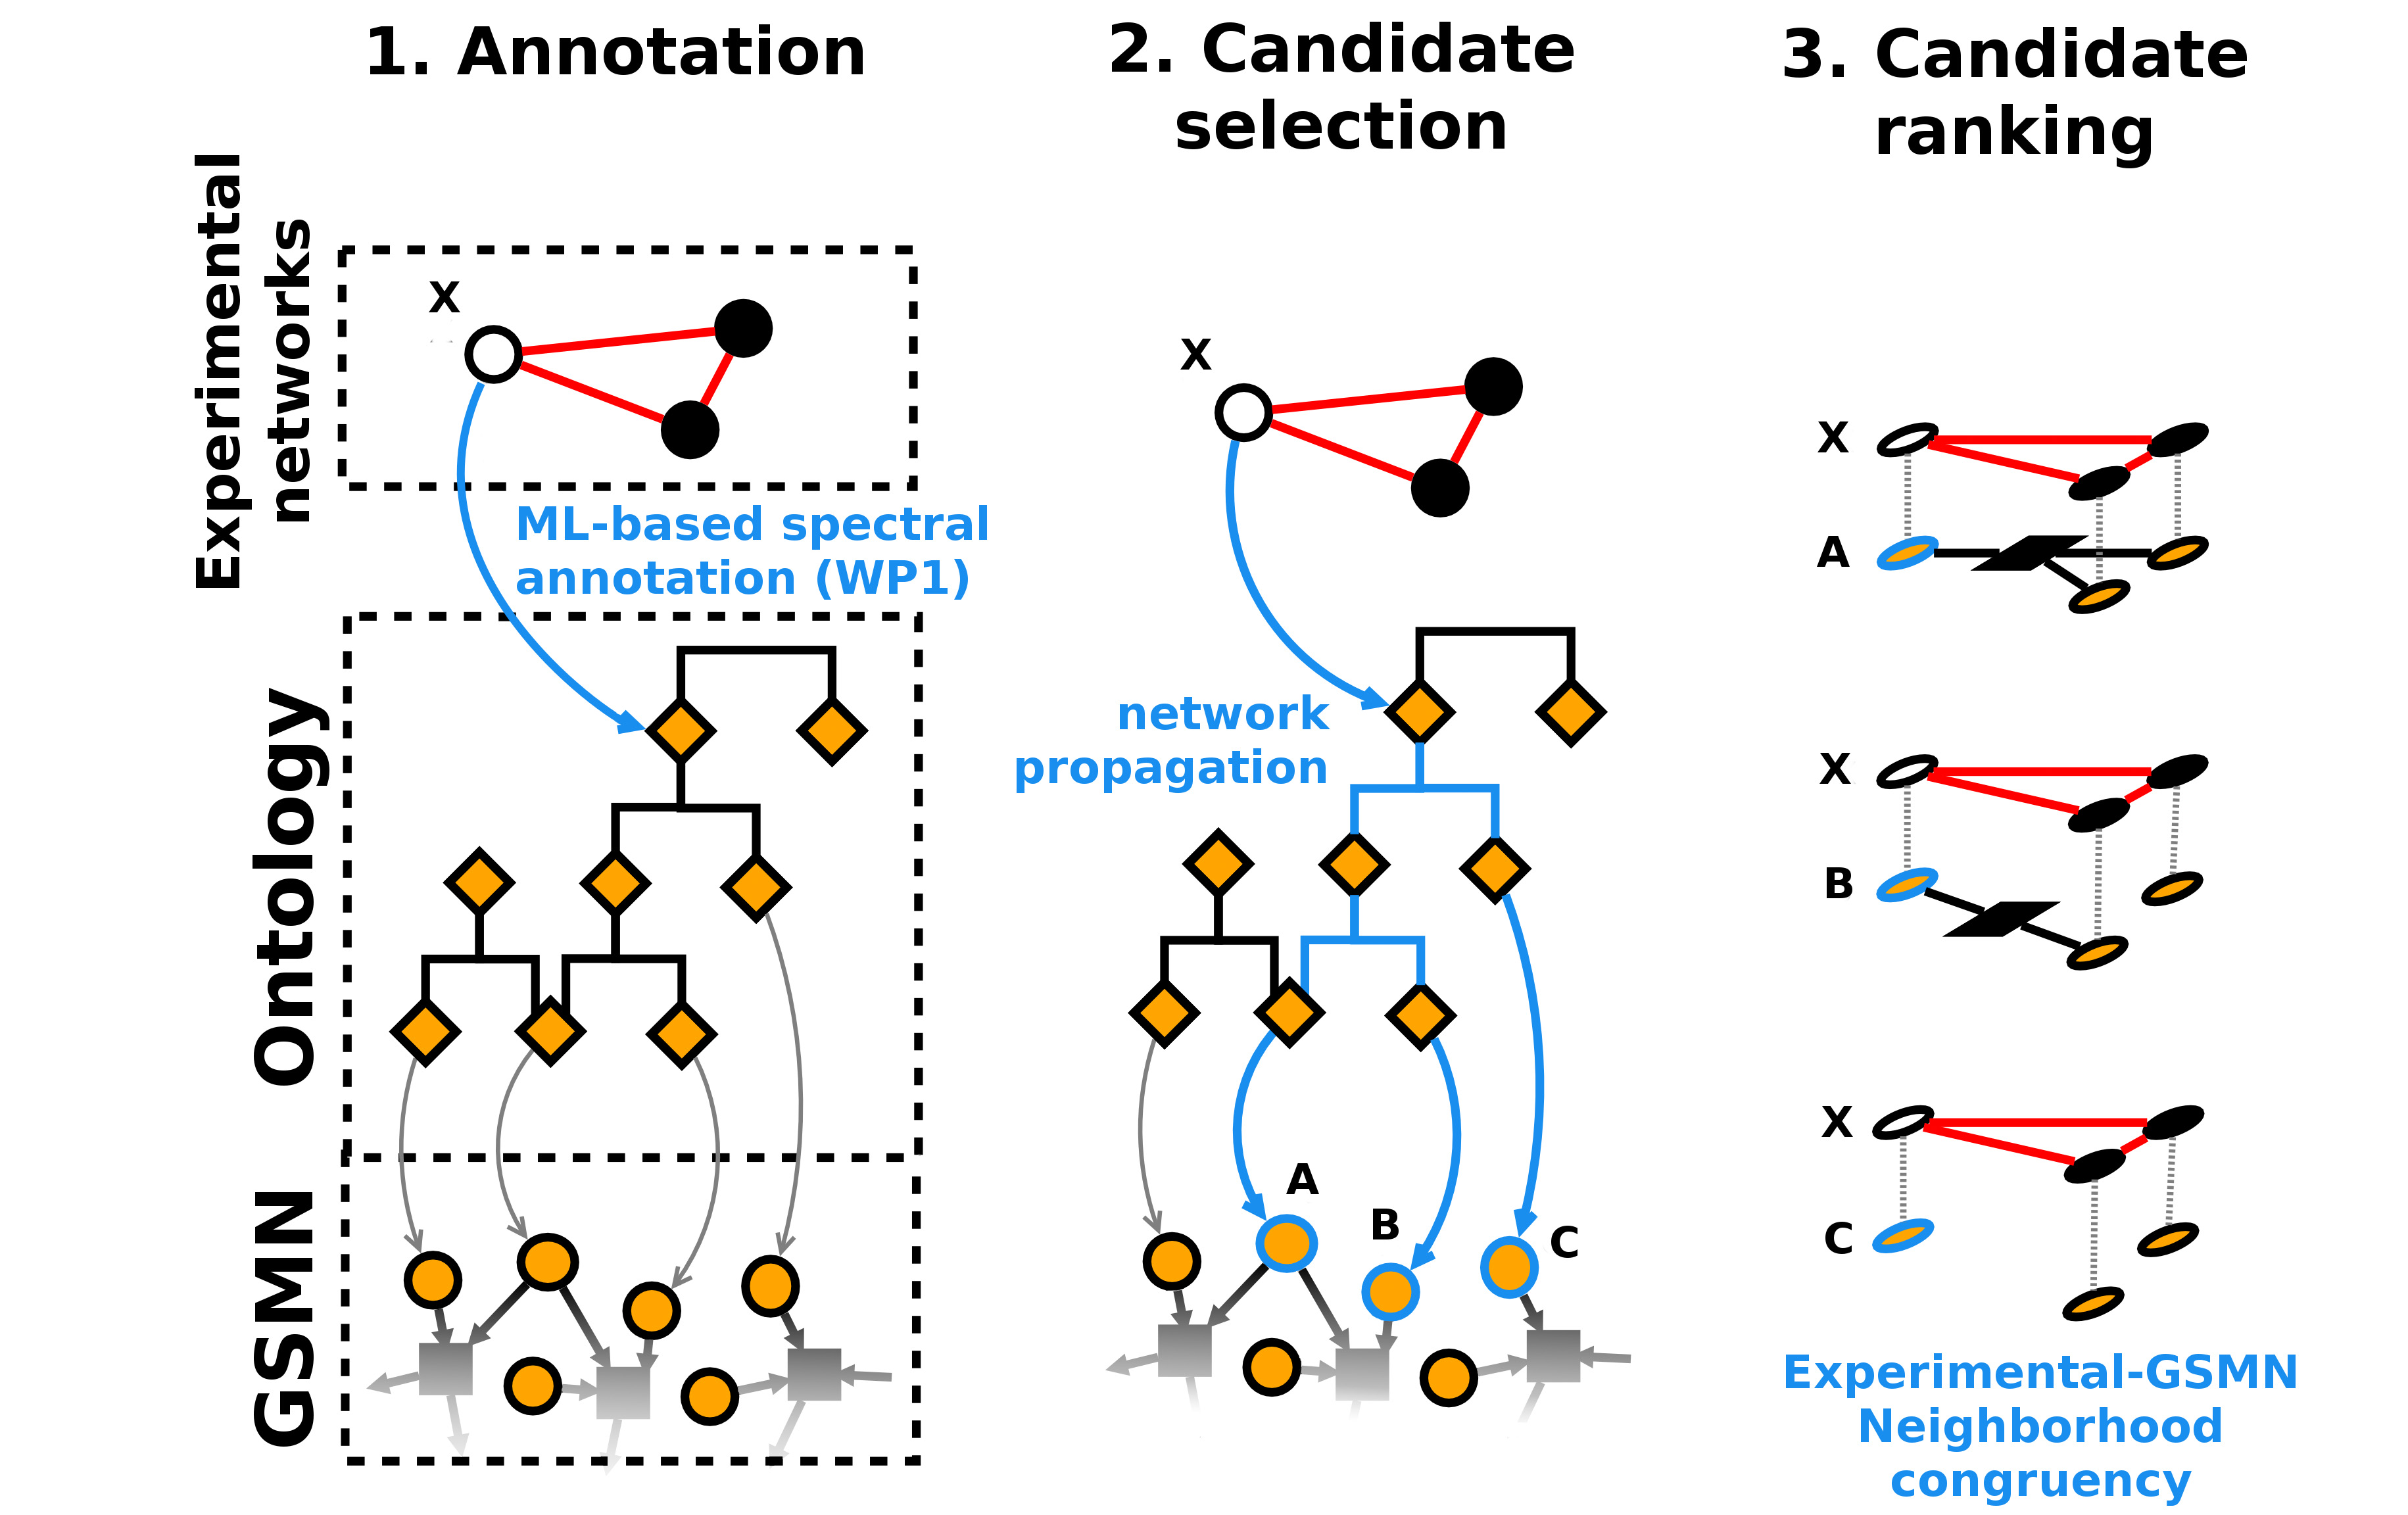 1. Annotation
2. Candidate
selection
3. Candidate
ranking
Experimental
networks
X
ML-based spectral
annotation (WP1)
Ontology
GSMN
X
network
propagation
A
B
C
X
A
X
B
X
C
Experimental-GSMN
Neighborhood
congruency